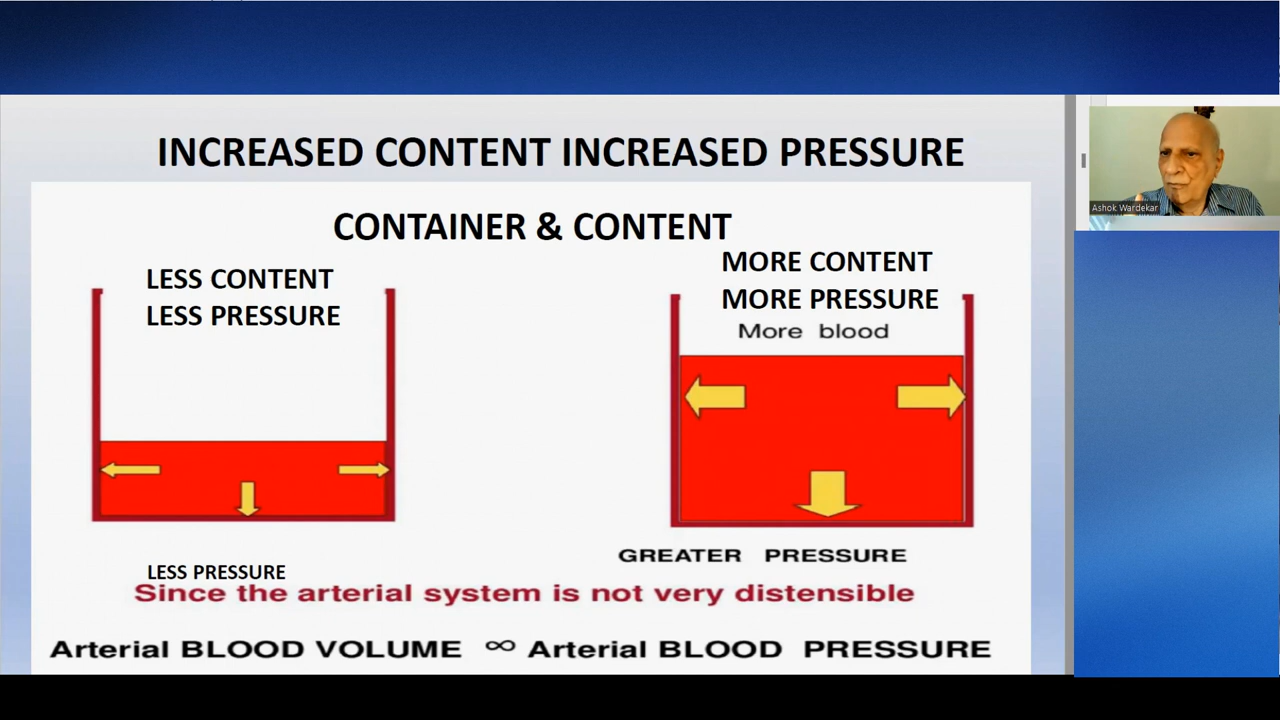 INCREASED CONTENT INCREASED PRESSURE
CONTAINER & CONTENT
LESS CONTENT
LESS PRESSURE
MORE CONTENT
MORE PRESSURE
More blood
GREATER PRESSURE
LESS PRESSURE
Since the arterial system is not very distensible
Arterial BLOOD VOLUME ∞ Arterial BLOOD PRESSURE
Ashok Wardekar